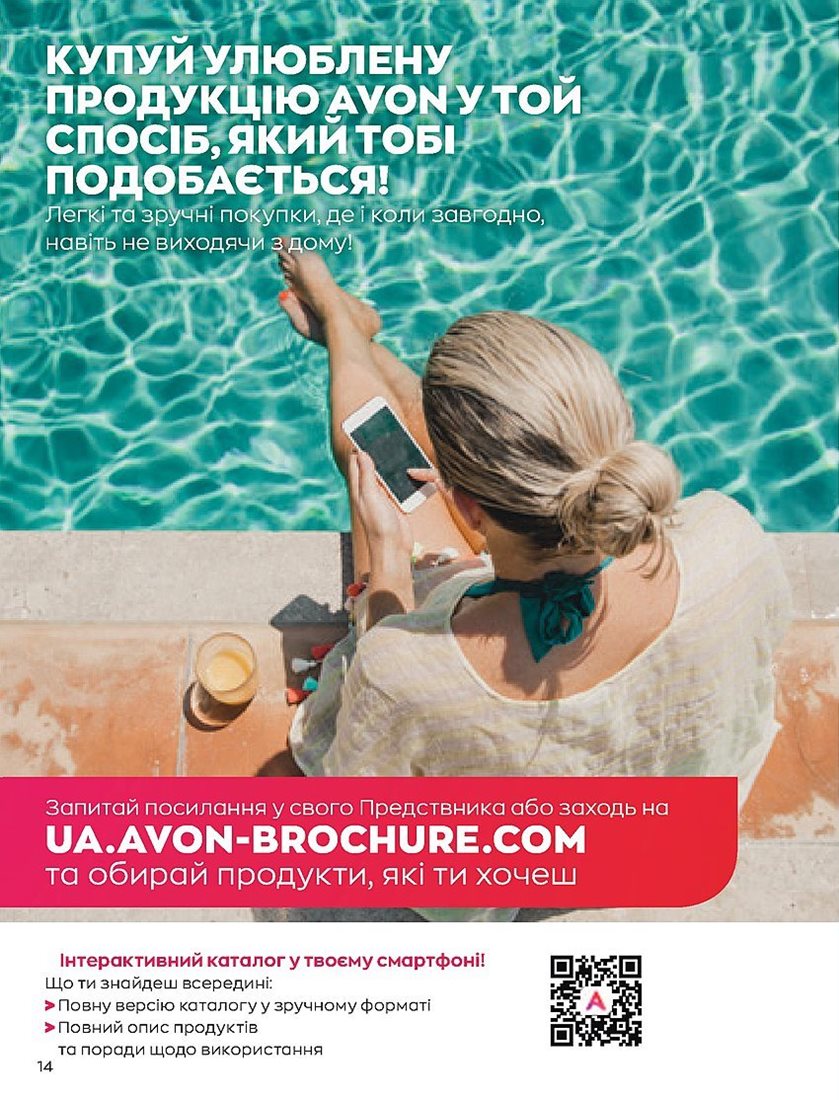 КУПУЙ УЛЮБЛЕНУ
ПРОДУКЦІЮ AVON У ТОЙ
СПОСІБ, ЯКИЙ ТОБІ
ПОДОБАЄТЬСЯ!
Легкі та зручні покупки, де і коли завгодно,
навіть не виходячи з дому!
Запитай посилання у свого Предствника або заходь на
UA.AVON-BROCHURE.COM
та обирай продукти, які ти хочеш
Інтерактивний каталог у твоєму смартфоні!
Що ти знайдеш всередині:
> Повну версію каталогу у зручному форматі
> Повний опис продуктів
та поради щодо використання
A
14